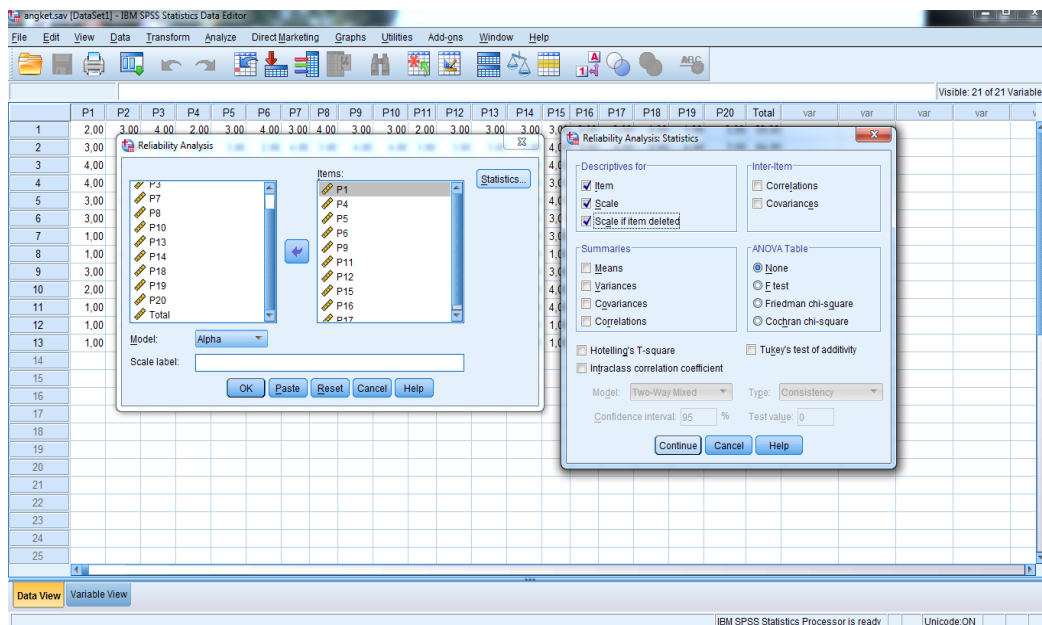 angket.sav [DataSet1] - IBM SPSS Statistics Data Editor
File Edit View Data Transform Analyze Direct Marketing Graphs Utilities Add-ons Window Help
Visible: 21 of 21 Variable
P1 P2 P3 P4 P5 P6 P7 P8 P9 P10 P11 P12 P13 P14 P15 P16 P17 P18 P19 P20 Total var var var var
1 2,00 3,00 4,00 2,00 3,00 4,00 3,00 4,00 3,00 3,00 2,00 3,00 3,00 3,00
2 3,00
3 4,00
4 4,00
5 3,00
6 3,00
7 1,00
8 1,00
9 3,00
10 2,00
11 1,00
12 1,00
13 1,00
14
15
16
17
18
19
20
21
22
23
24
25
Reliability Analysis
P3
P7
P8
P10
P13
P14
P18
P19
P20
Total
Items:
P1
P4
P5
P6
P9
P11
P12
P15
P16
P17
Statistics...
Model: Alpha
Scale label:
OK Paste Reset Cancel Help
Reliability Analysis: Statistics
Descriptives for
Item
Scale
Scale if item deleted
Inter-Item
Correlations
Covariances
Summaries
Means
Variances
Covariances
Correlations
ANOVA Table
None
F test
Friedman chi-square
Cochran chi-square
Hotelling's T-square
Tukey's test of additivity
Intraclass correlation coefficient
Model: Two-Way Mixed Type: Consistency
Confidence interval: 95 % Test value: 0
Continue Cancel Help
Data View Variable View
IBM SPSS Statistics Processor is ready Unicode:ON